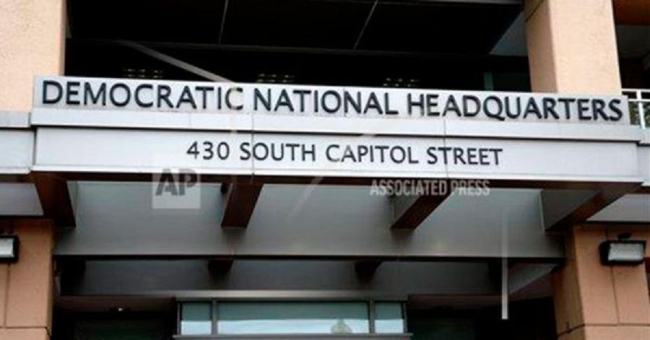 DEMOCRATIC NATIONAL HEADQUARTERS
430 SOUTH CAPITOL STREET
AP ASSOCIATED PRESS